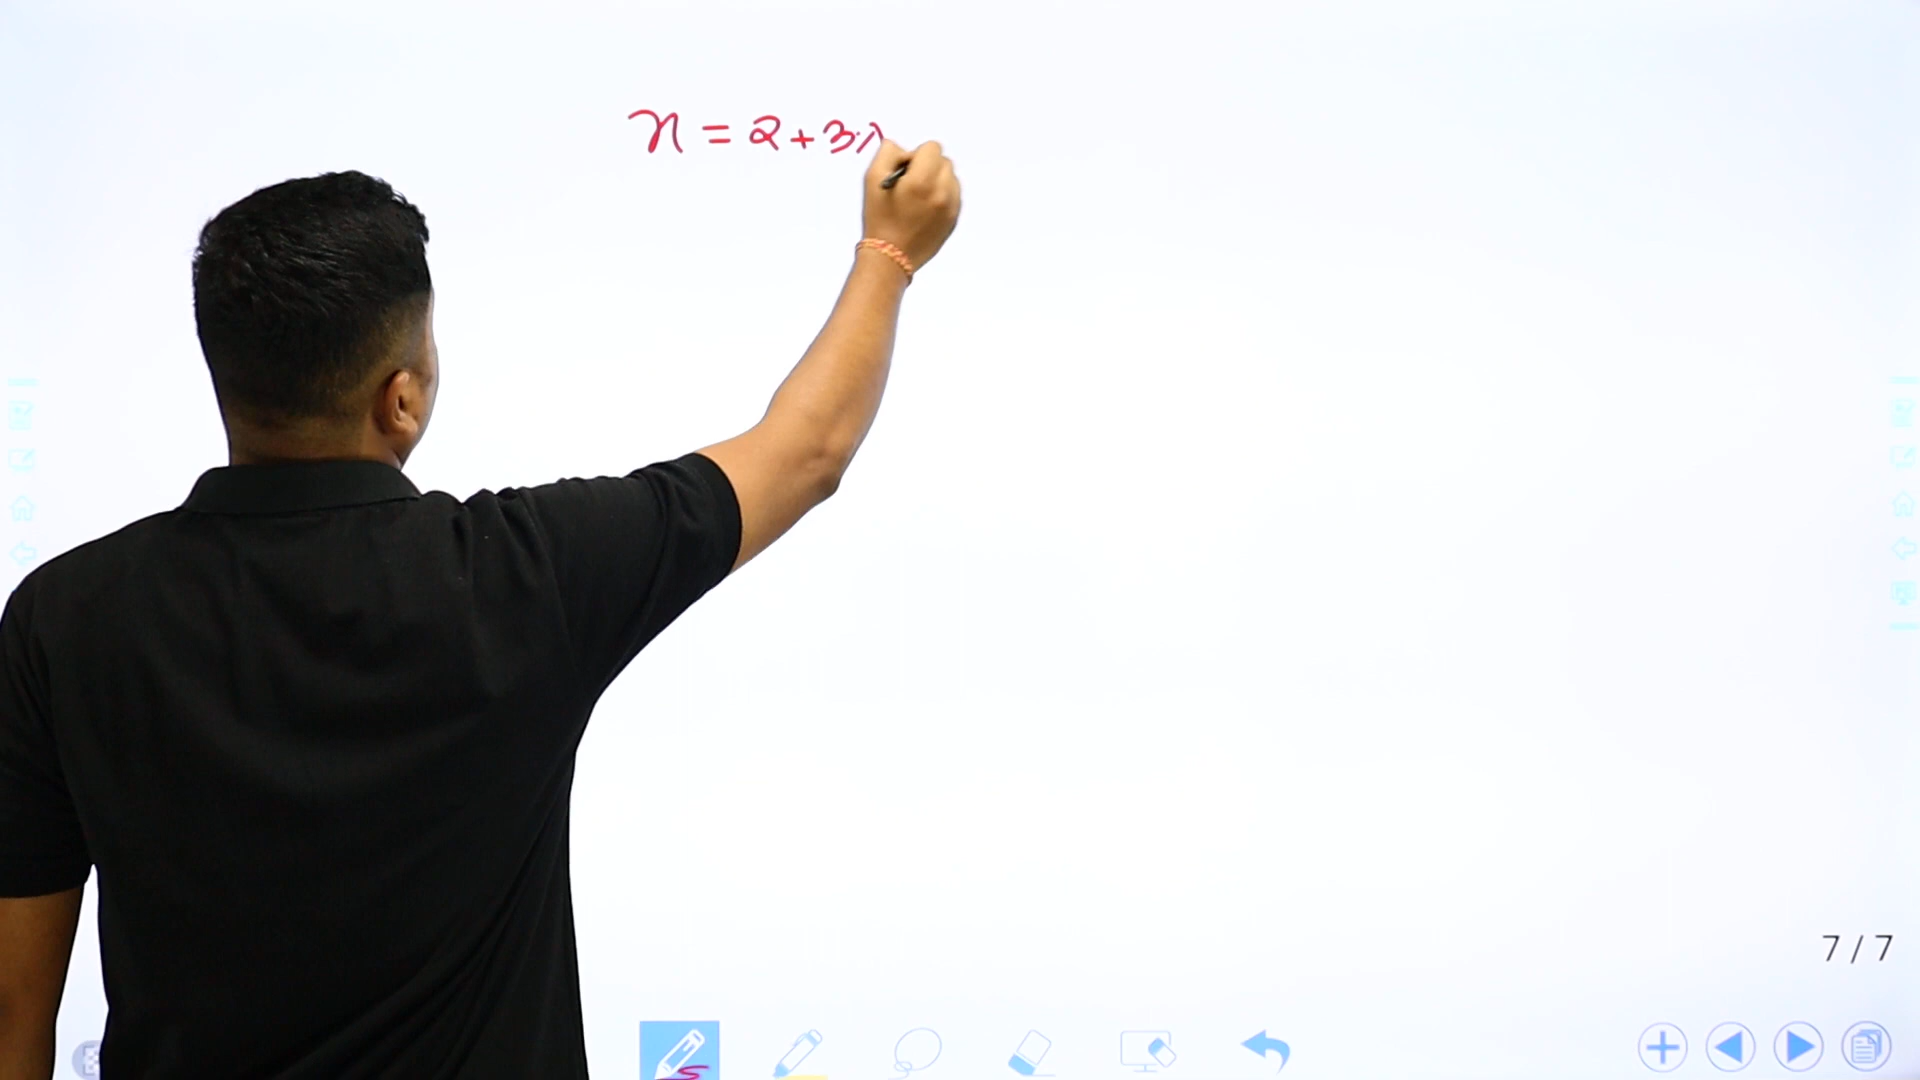 x = 2 + 3λ
7 / 7